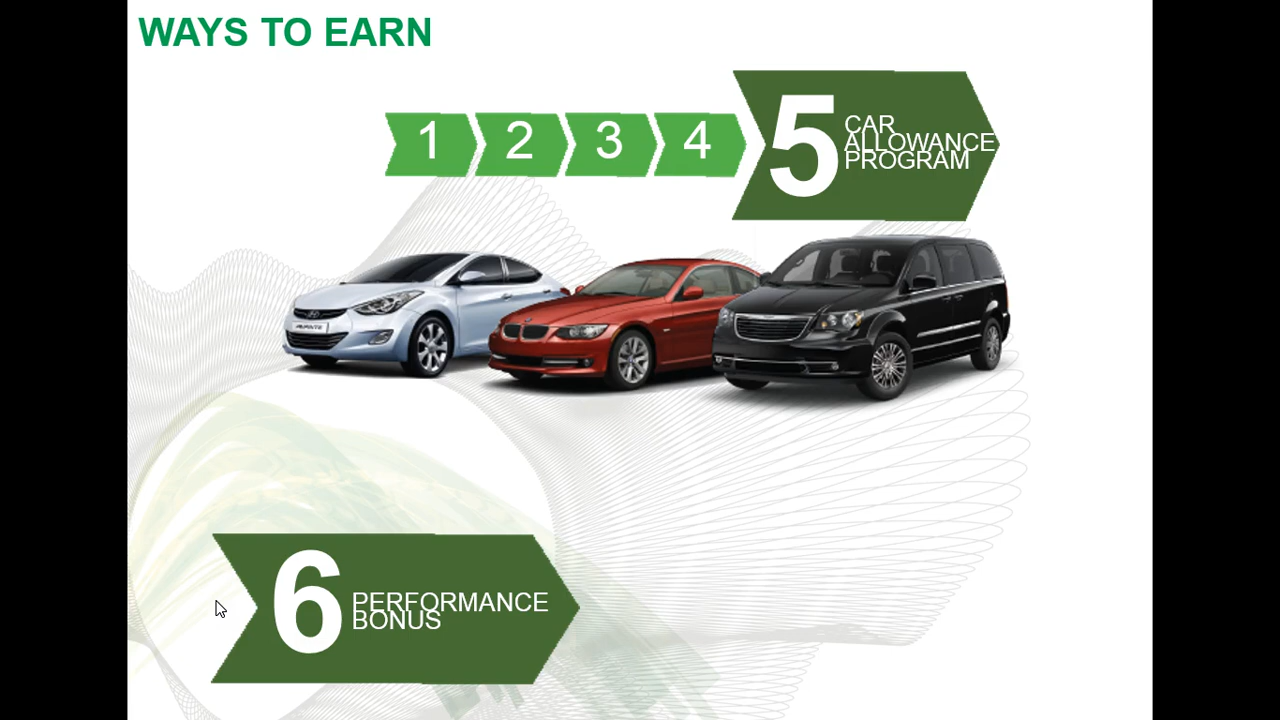 WAYS TO EARN
1 2 3 4 5
CAR
ALLOWANCE
PROGRAM
6
PERFORMANCE
BONUS